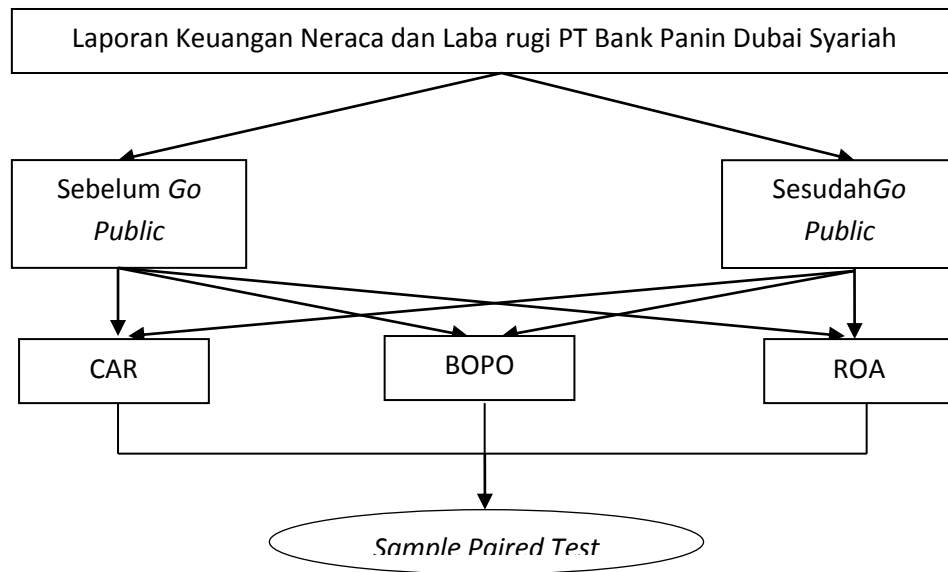 Laporan Keuangan Neraca dan Laba rugi PT Bank Panin Dubai Syariah
Sebelum Go
Public
SesudahGo
Public
CAR
BOPO
ROA
Sample Paired Test